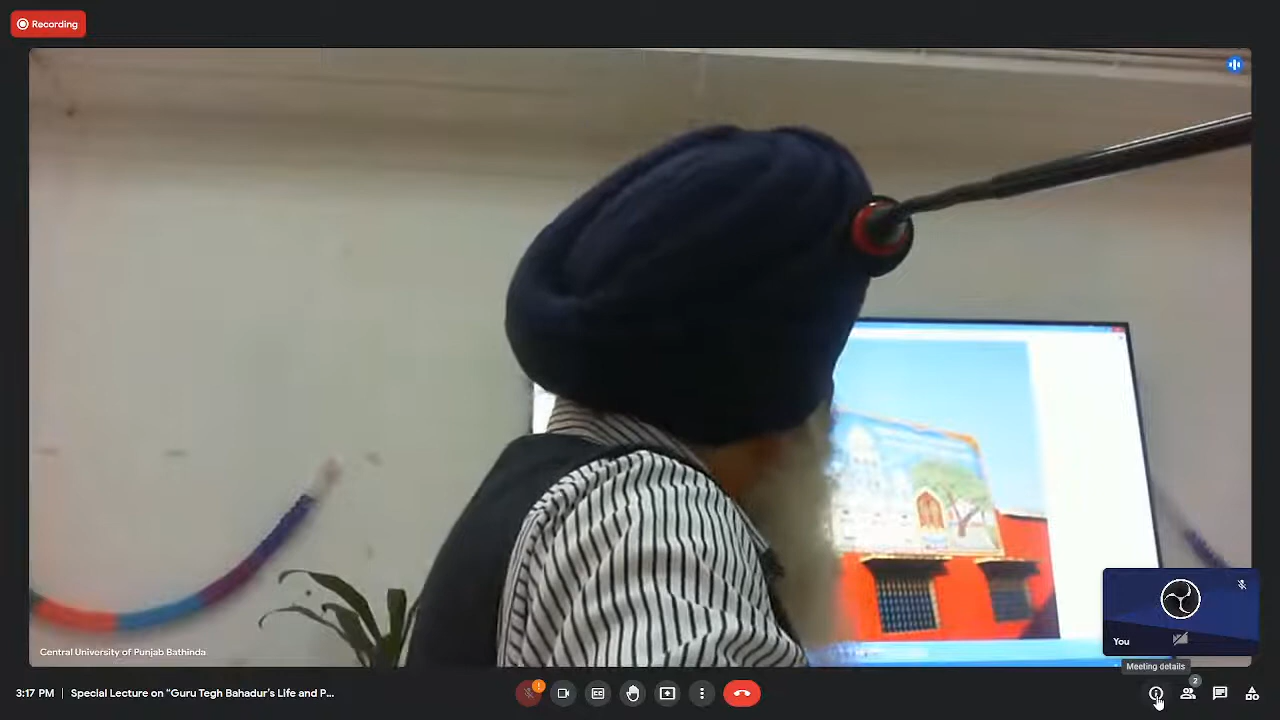 Recording
Central University of Punjab Bathinda
You
Meeting details
2
3:17 PM | Special Lecture on "Guru Tegh Bahadur's Life and P...